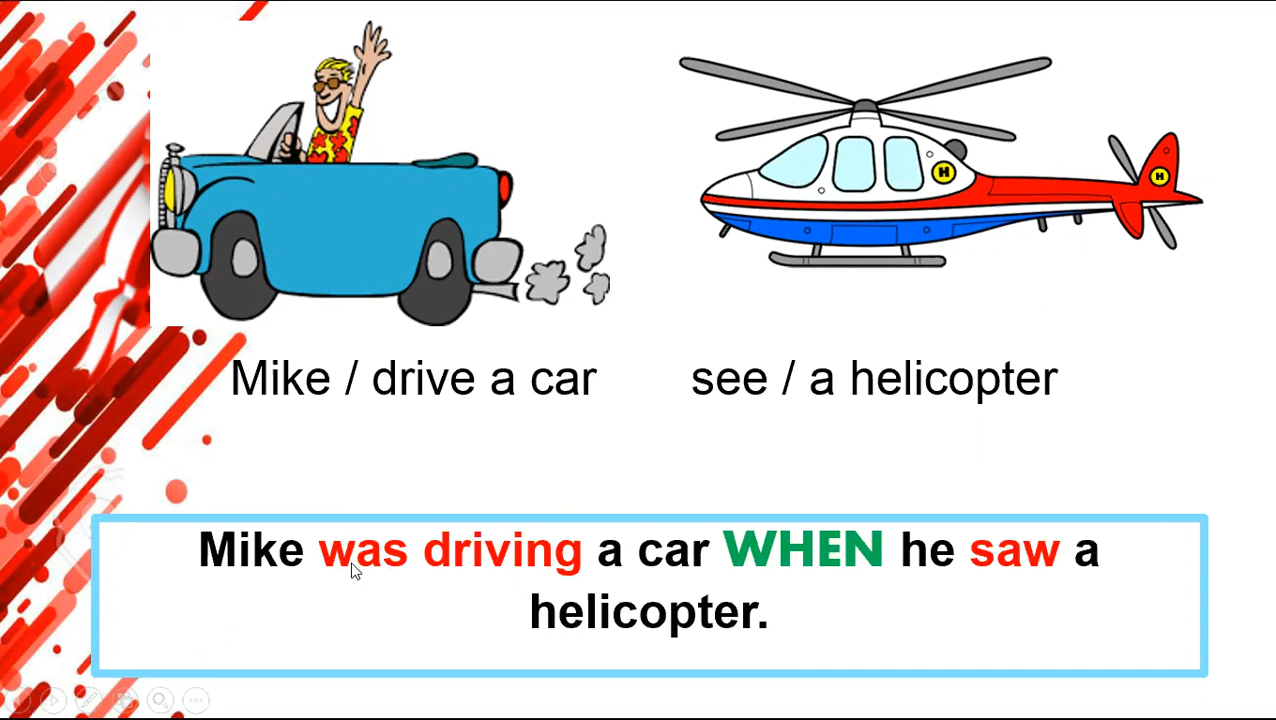 H
H
Mike / drive a car
see / a helicopter
Mike was driving a car WHEN he saw a
helicopter.